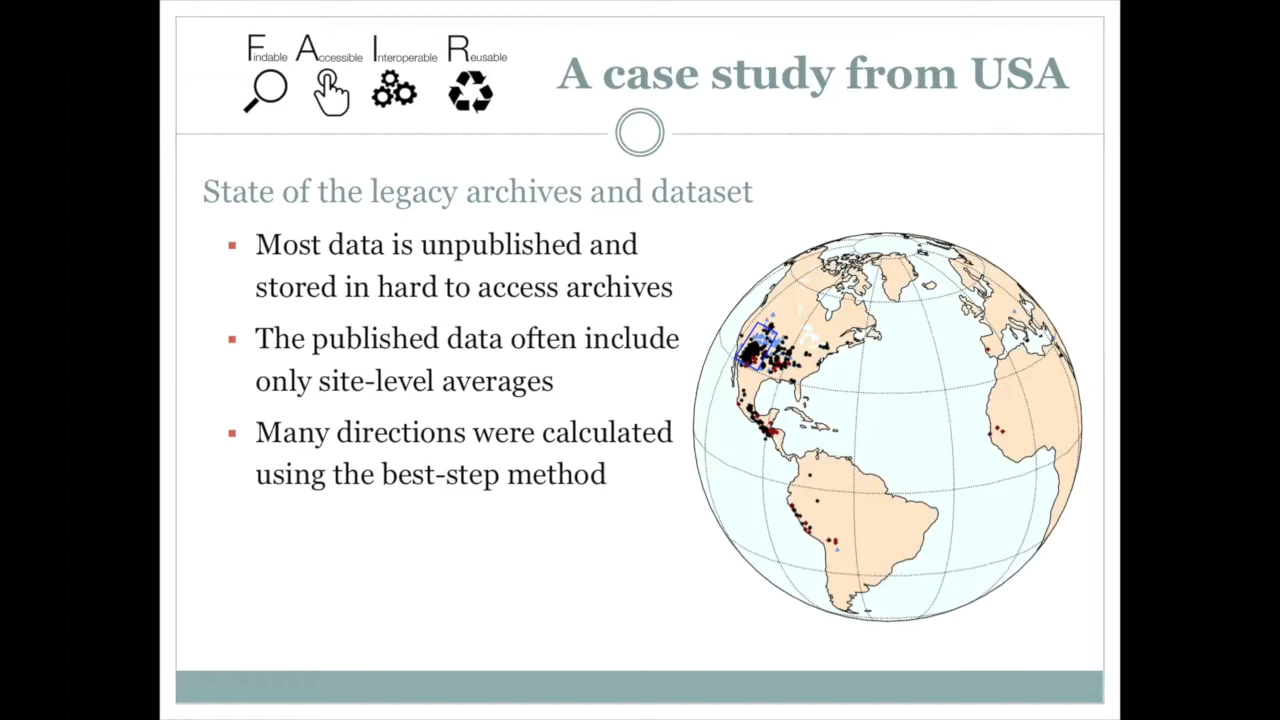 Findable Accessible Interoperable Reusable
A case study from USA
State of the legacy archives and dataset
▪ Most data is unpublished and
stored in hard to access archives
▪ The published data often include
only site-level averages
▪ Many directions were calculated
using the best-step method